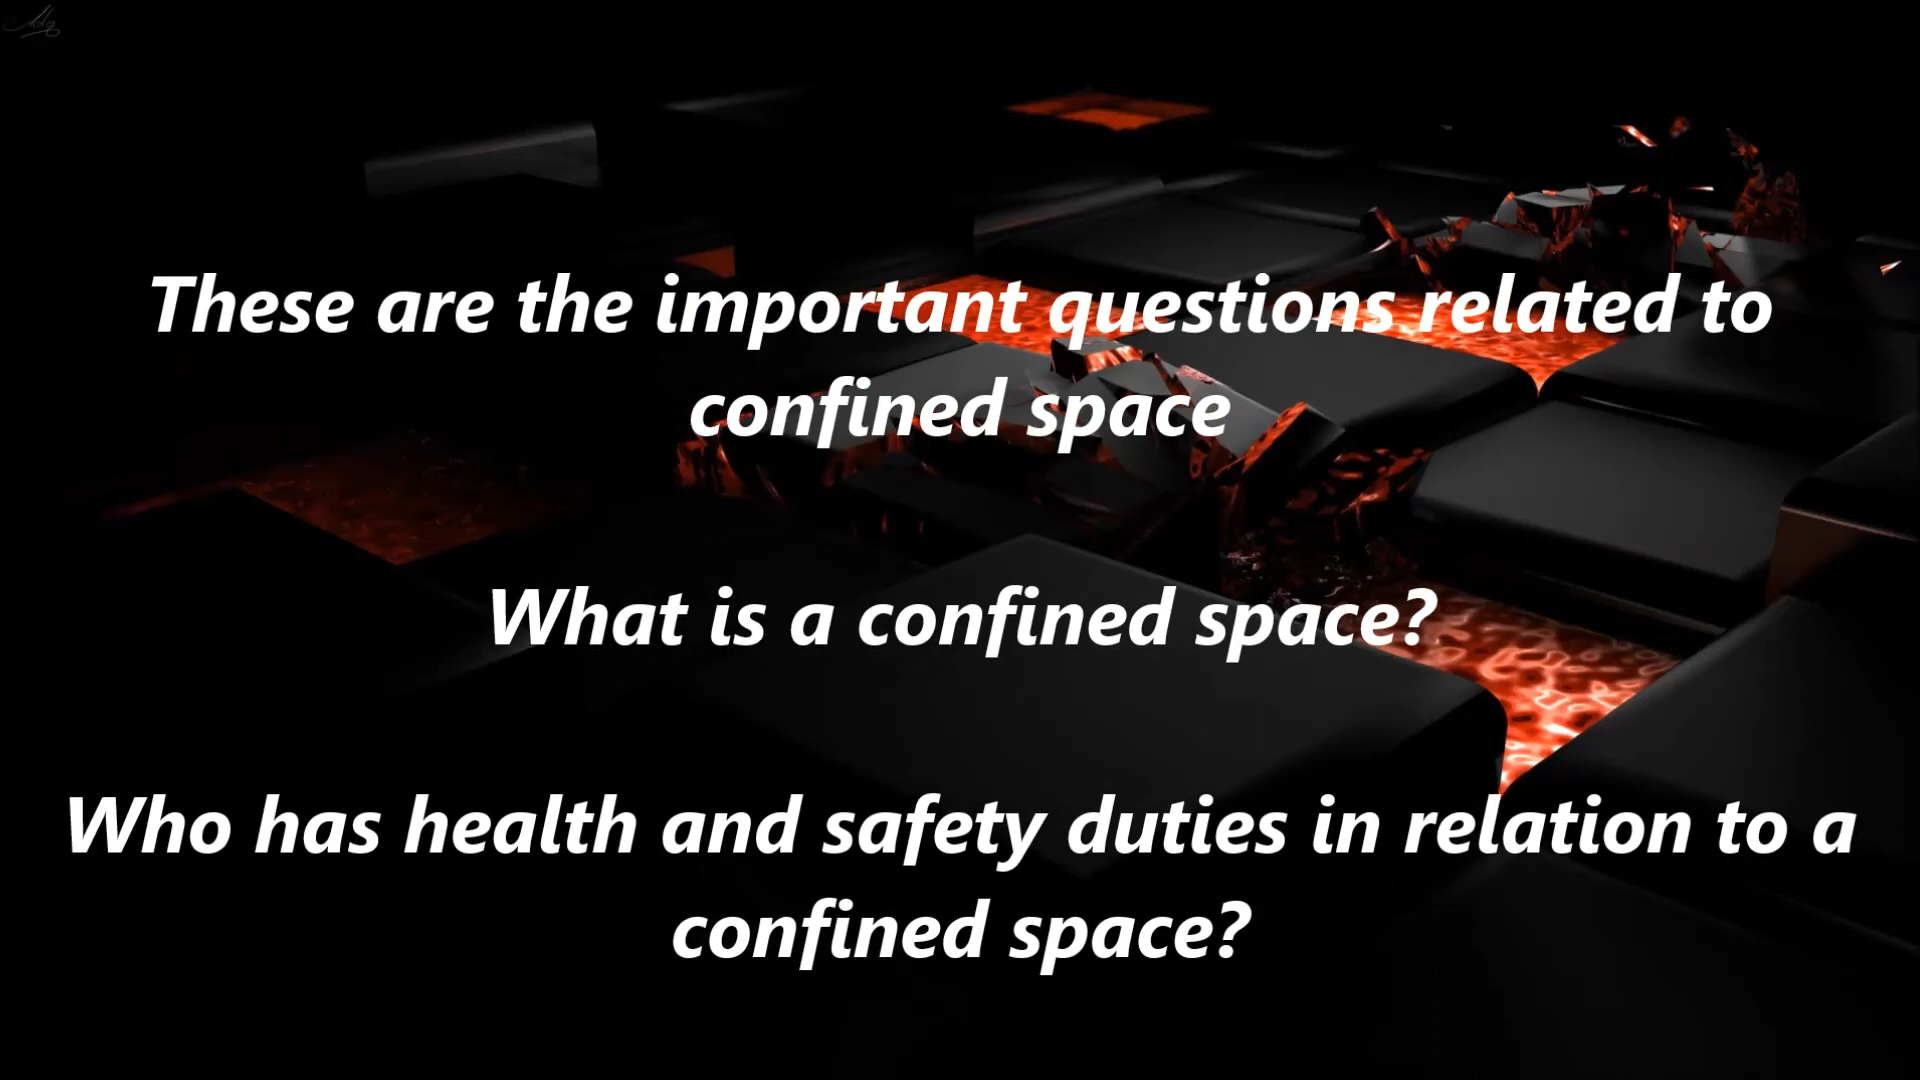 These are the important questions related to
confined space
What is a confined space?
Who has health and safety duties in relation to a
confined space?